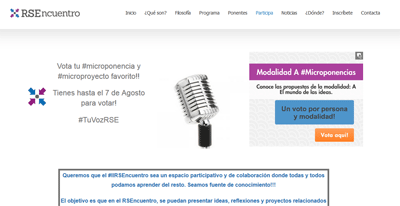 RSEncuentro
Inicio ¿Qué son? Filosofía Programa Ponentes Participa Noticias ¿Dónde? Inscríbete Contacta
Vota tu #microponencia y
#microproyecto favorito!!
Tienes hasta el 7 de Agosto
para votar!
#TuVozRSE
Modalidad A #Microponencias
Conoce las propuestas de la modalidad: A
El mundo de las ideas.
Un voto por persona
y modalidad!
Vota aquí!
Queremos que el #IIRSEncuentro sea un espacio participativo y de colaboración donde todas y todos
podamos aprender del resto. Seamos fuente de conocimiento!!!
El objetivo es que en el RSEncuentro, se puedan presentar ideas, reflexiones y proyectos relacionados